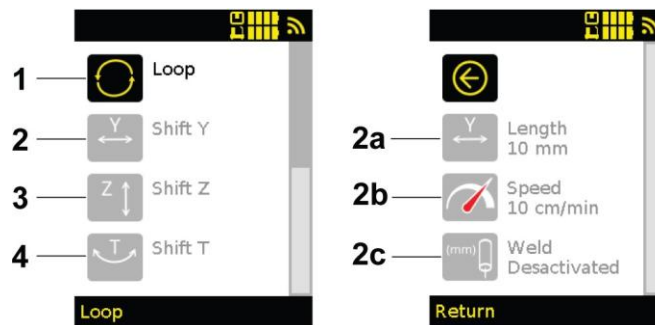 1
Loop
2
Y
Shift Y
3
Z
Shift Z
4
T
Shift T
Loop
2a
Y
Length
10 mm
2b
Speed
10 cm/min
2c
(mm)
Weld
Desactivated
Return